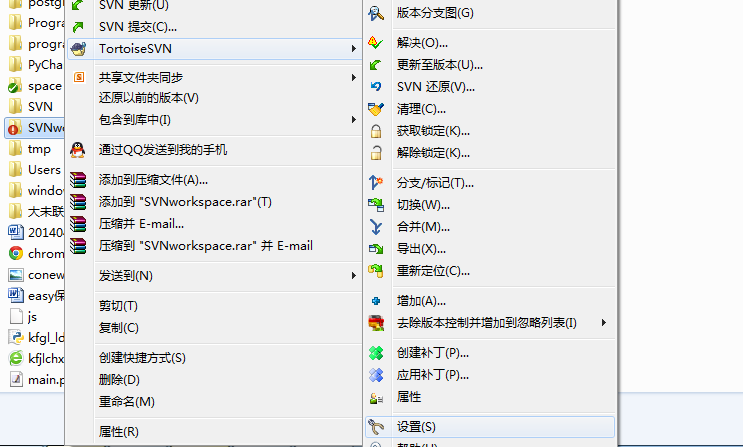 postg
Progra
progra
PyCha
space
SVN
SVNwo
tmp
Users
window
大未联
20140
chrom
conew
easy保
js
kfgl_ld
kfjlchx
main.p
SVN 更新(U)
SVN 提交(C)...
TortoiseSVN
共享文件夹同步
还原以前的版本(V)
包含到库中(I)
通过QQ发送到我的手机
添加到压缩文件(A)...
添加到 "SVNworkspace.rar"(T)
压缩并 E-mail...
压缩到 "SVNworkspace.rar" 并 E-mail
发送到(N)
剪切(T)
复制(C)
创建快捷方式(S)
删除(D)
重命名(M)
属性(R)
版本分支图(G)
解决(O)...
更新至版本(U)...
SVN 还原(V)...
清理(C)...
获取锁定(K)...
解除锁定(K)...
分支/标记(T)...
切换(W)...
合并(M)...
导出(X)...
重新定位(C)...
增加(A)...
去除版本控制并增加到忽略列表(I)
创建补丁(P)...
应用补丁(P)...
属性
设置(S)
帮助(H)